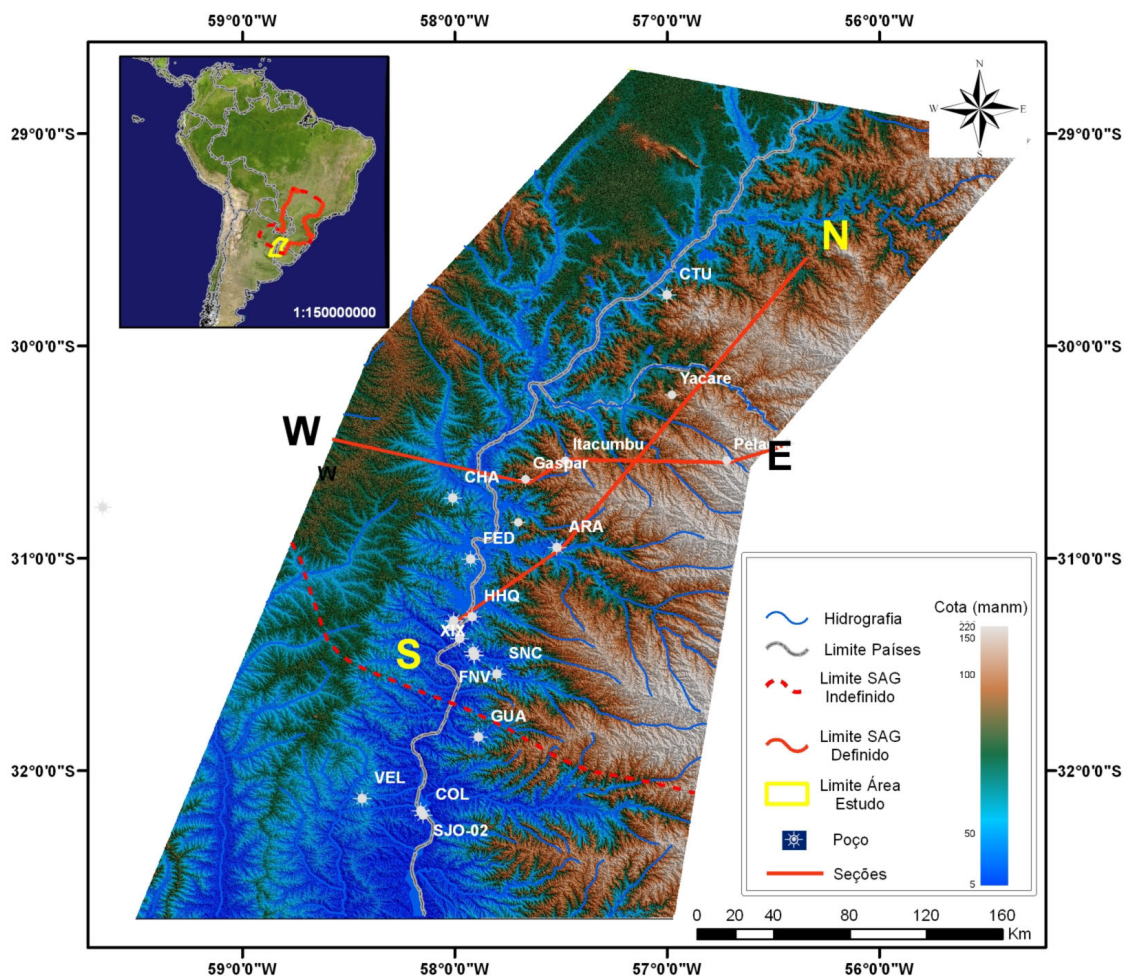 59°0'0"W 58°0'0"W 57°0'0"W 56°0'0"W
N
W E
S
29°0'0"S 29°0'0"S
1:150000000
N
CTU
30°0'0"S 30°0'0"S
Yacare
W
Itacumbu Pela
E
Gaspar
W
CHA
ARA
FED
31°0'0"S 31°0'0"S
HHQ
XIX
S
SNC
FNV
GUA
32°0'0"S 32°0'0"S
VEL
COL
SJO-02
Cota (manm)
Hidrografia
220
150
Limite Países
100
Limite SAG
Indefinido
Limite SAG
Definido
Limite Área
Estudo
50
Poço
Seções
5
0 20 40 80 120 160
Km
59°0'0"W 58°0'0"W 57°0'0"W 56°0'0"W